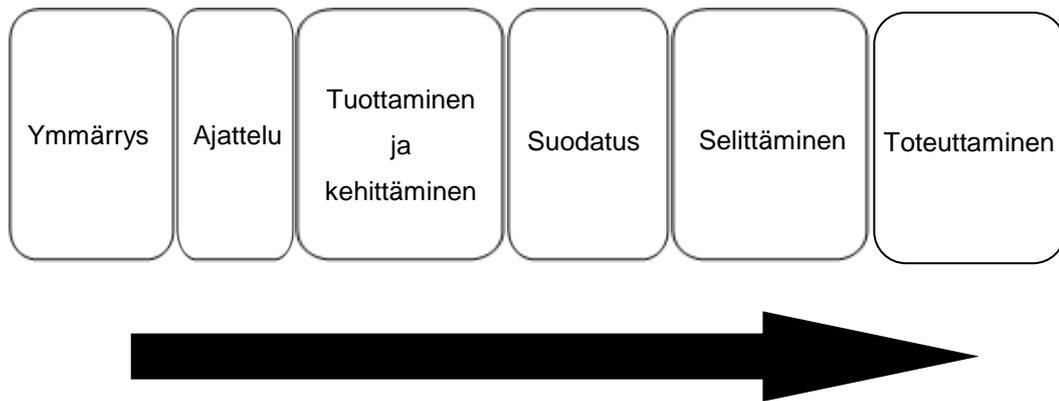 Ymmärrys
Ajattelu
Tuottaminen
ja
kehittäminen
Suodatus
Selittäminen
Toteuttaminen